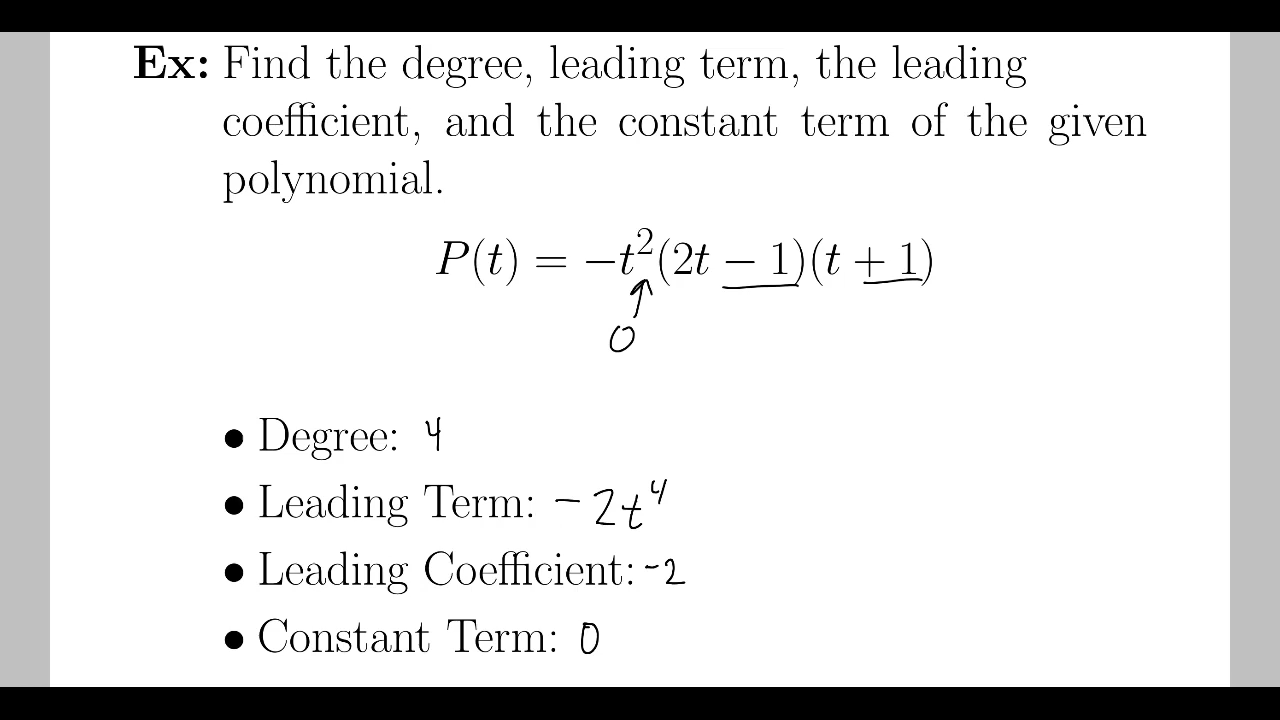 Ex: Find the degree, leading term, the leading
coefficient, and the constant term of the given
polynomial.
P(t) = −t²(2t − 1)(t + 1)
0
• Degree: 4
• Leading Term: −2t⁴
• Leading Coefficient: -2
• Constant Term: 0